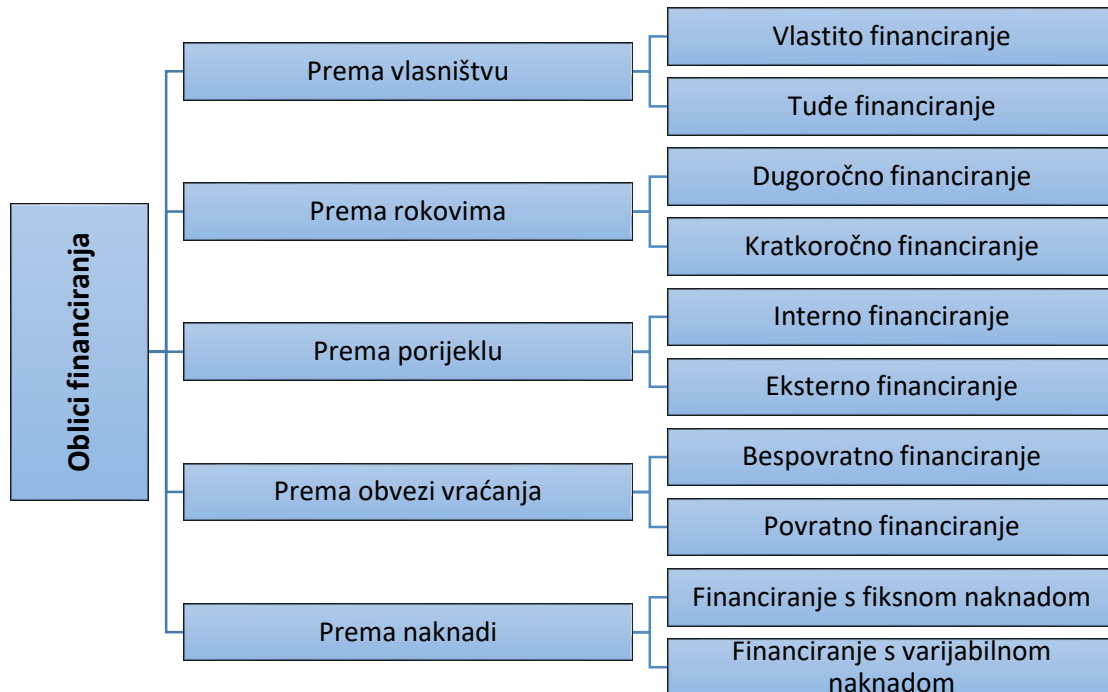 Oblici financiranja
Prema vlasništvu
Vlastito financiranje
Tuđe financiranje
Prema rokovima
Dugoročno financiranje
Kratkoročno financiranje
Prema porijeklu
Interno financiranje
Eksterno financiranje
Prema obvezi vraćanja
Bespovratno financiranje
Povratno financiranje
Prema naknadi
Financiranje s fiksnom naknadom
Financiranje s varijabilnom
naknadom